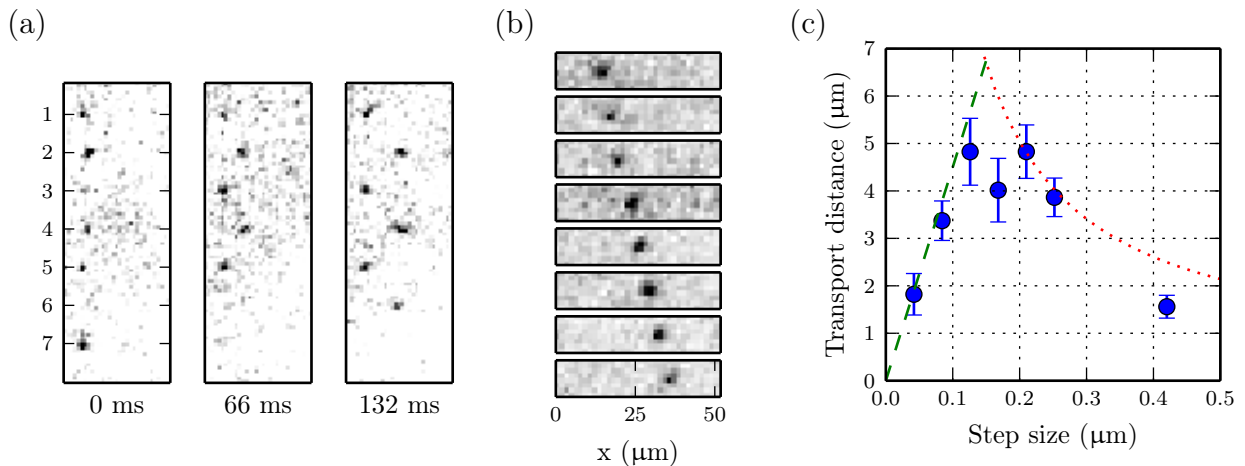 (a)
1
2
3
4
5
6
7
0 ms
66 ms
132 ms
(b)
0
25
50
x (μm)
(c)
Transport distance (μm)
7
6
5
4
3
2
1
0
0.0
0.1
0.2
0.3
0.4
0.5
Step size (μm)